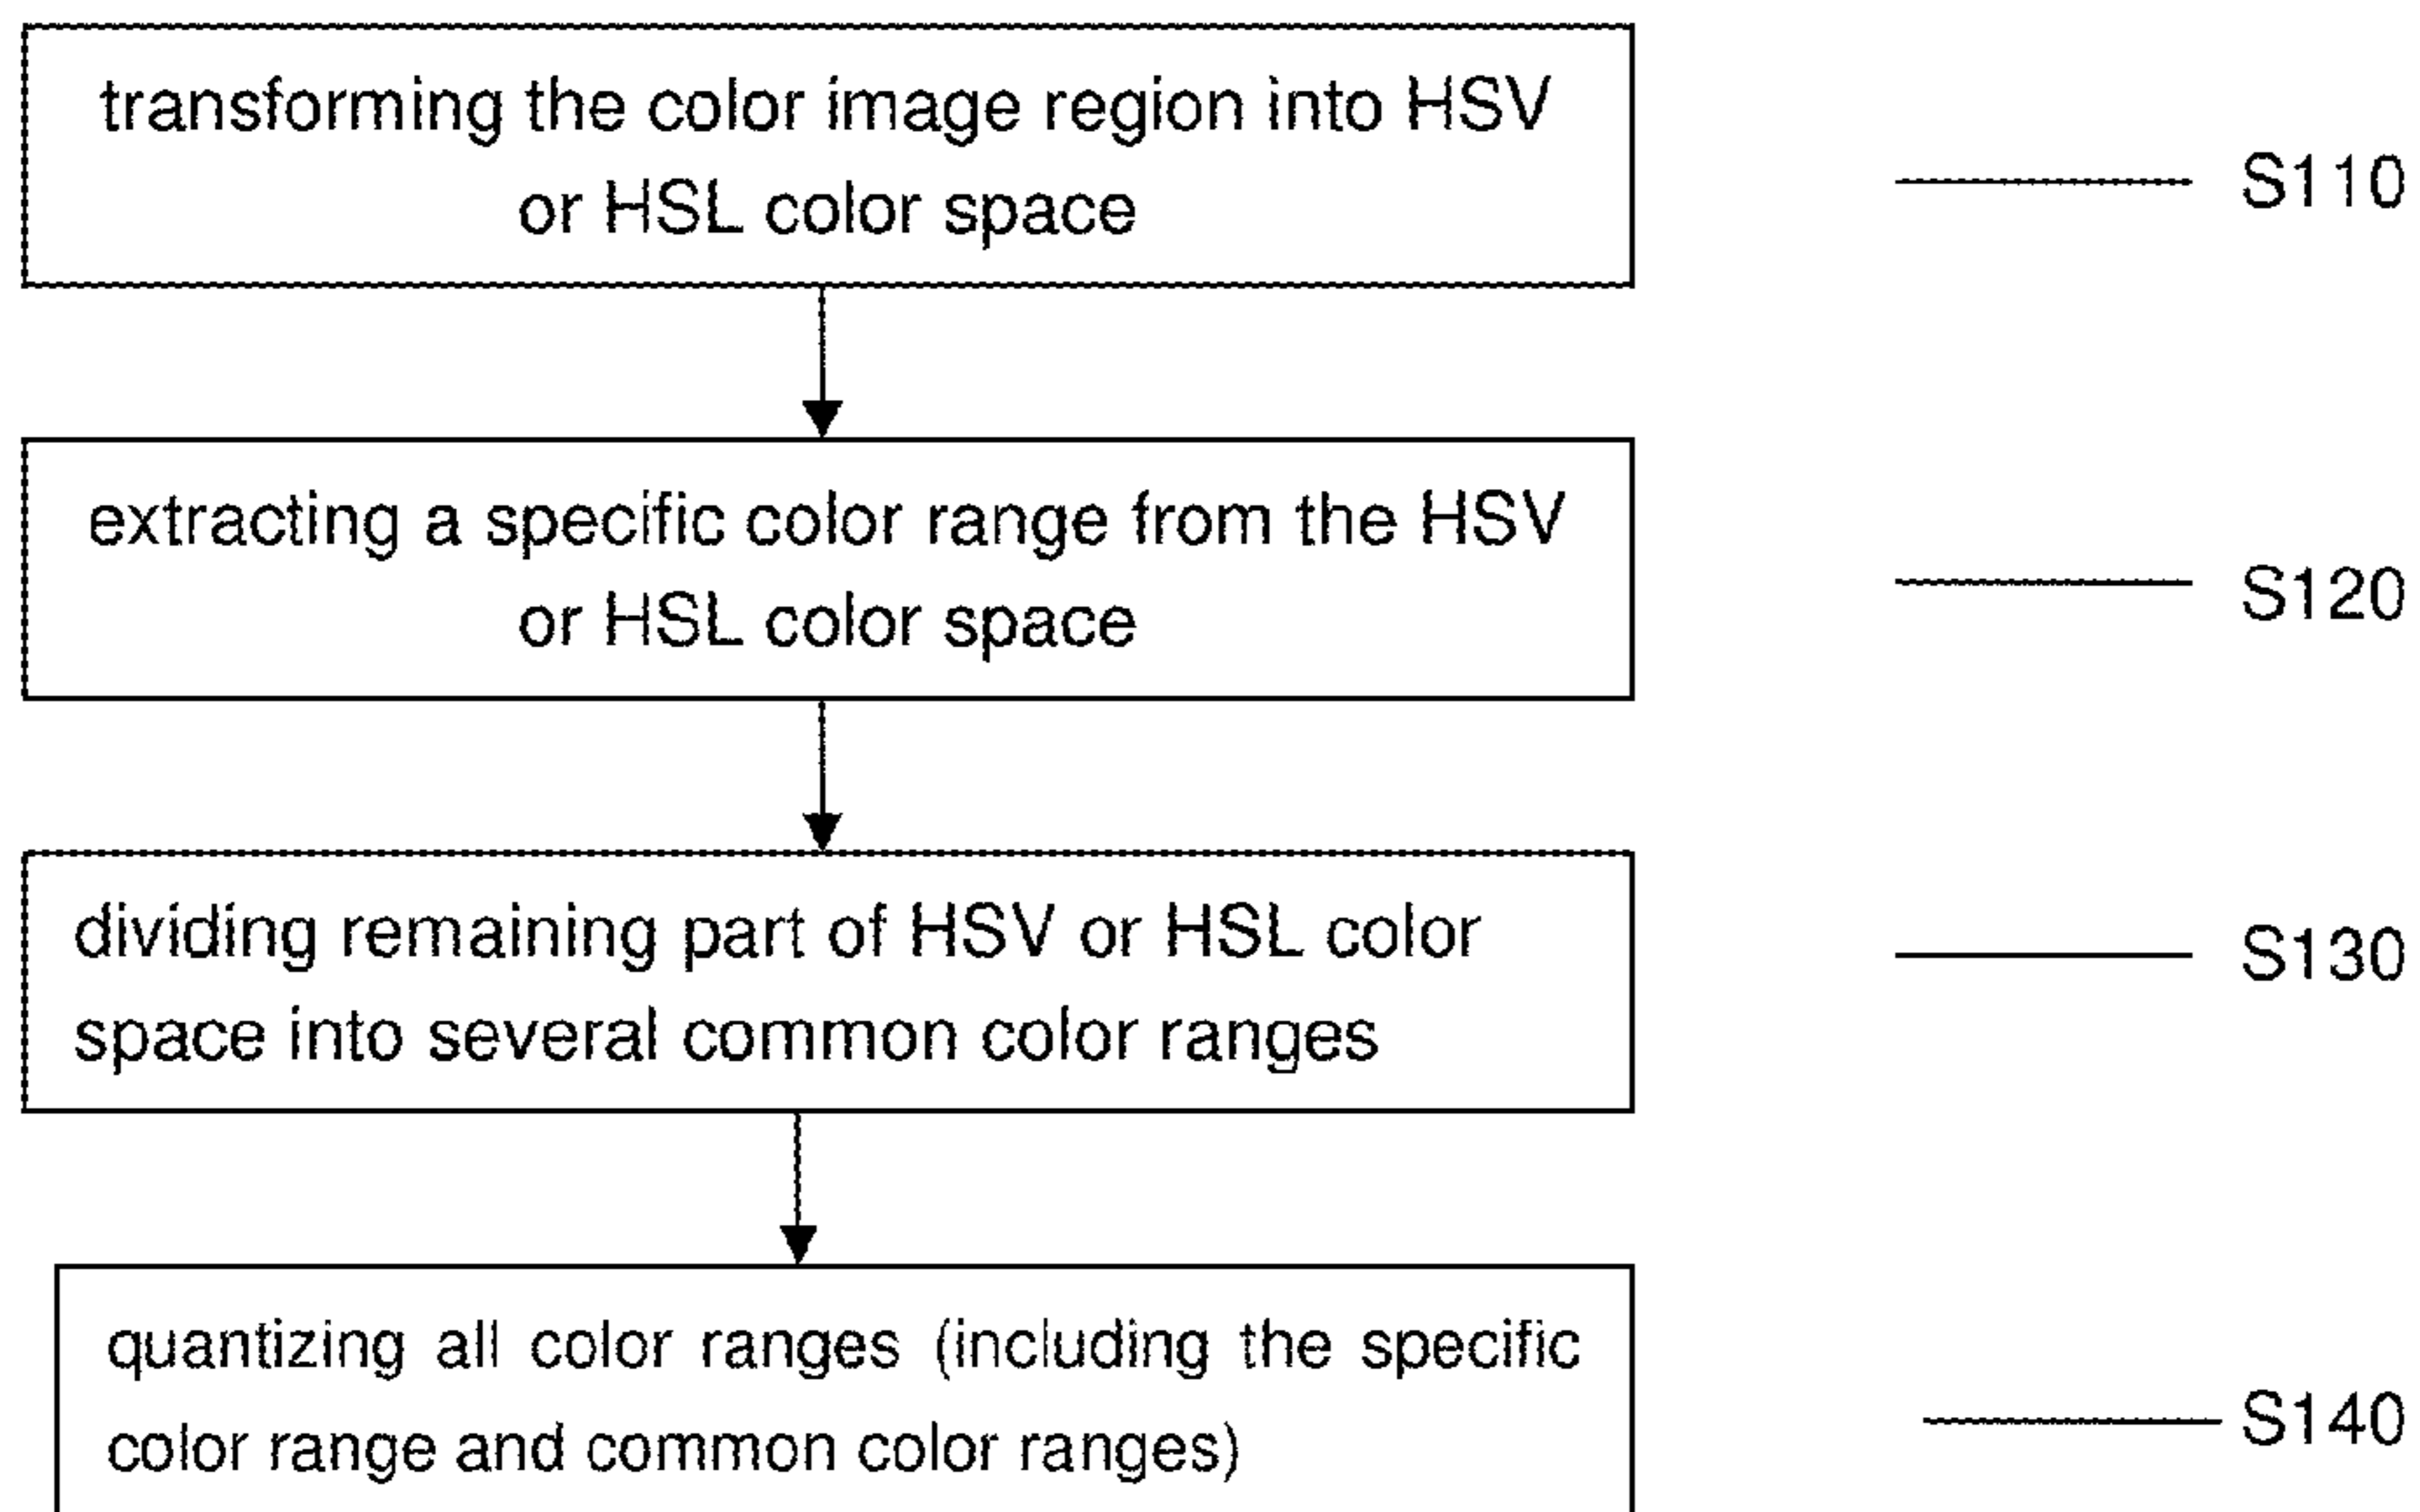 transforming the color image region into HSV
or HSL color space
S110
extracting a specific color range from the HSV
or HSL color space
S120
dividing remaining part of HSV or HSL color
space into several common color ranges
S130
quantizing all color ranges (including the specific
color range and common color ranges)
S140